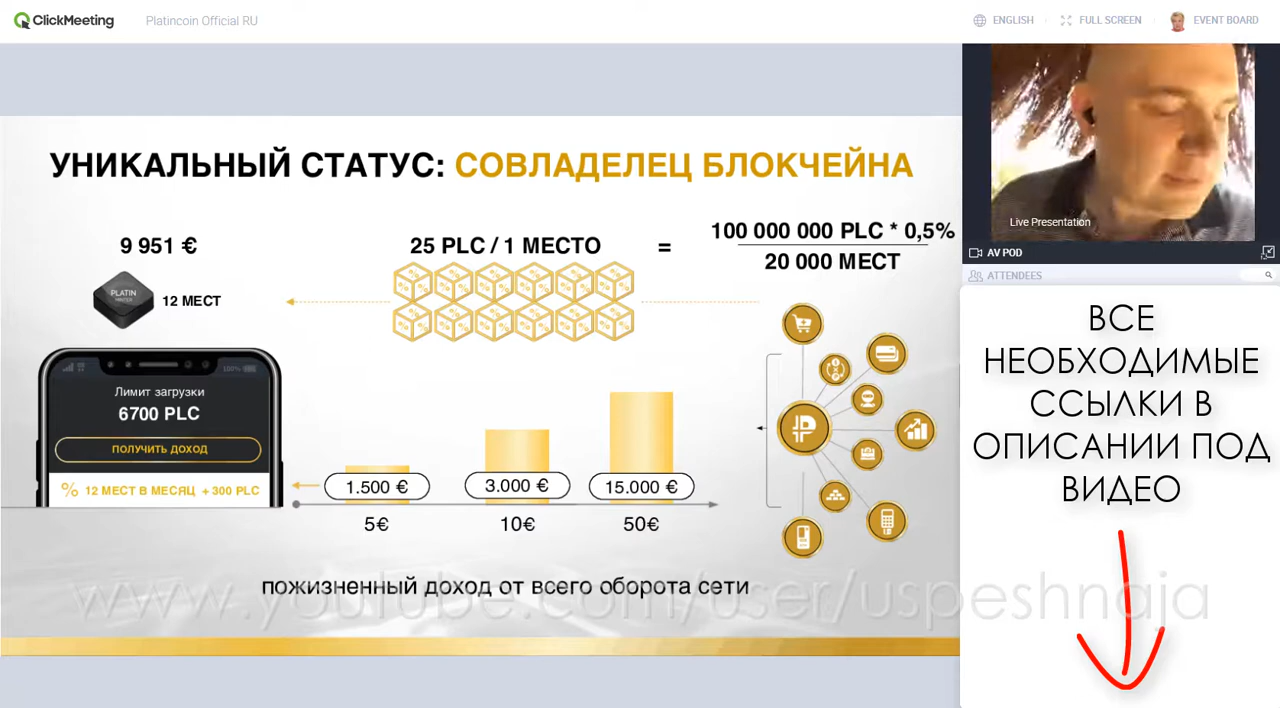 ClickMeeting
Platincoin Official RU
ENGLISH
FULL SCREEN
EVENT BOARD
УНИКАЛЬНЫЙ СТАТУС: СОВЛАДЕЛЕЦ БЛОКЧЕЙНА
9 951 €
PLATIN
12 МЕСТ
25 PLC / 1 МЕСТО
=
100 000 000 PLC * 0,5%
20 000 МЕСТ
100%
Лимит загрузки
6700 PLC
ПОЛУЧИТЬ ДОХОД
% 12 МЕСТ В МЕСЯЦ + 300 PLC
1.500 €
3.000 €
15.000 €
5€
10€
50€
пожизненный доход от всего оборота сети
www.youtube.com/user/uspeshnaja
Live Presentation
AV POD
ATTENDEES
ВСЕ
НЕОБХОДИМЫЕ
ССЫЛКИ В
ОПИСАНИИ ПОД
ВИДЕО